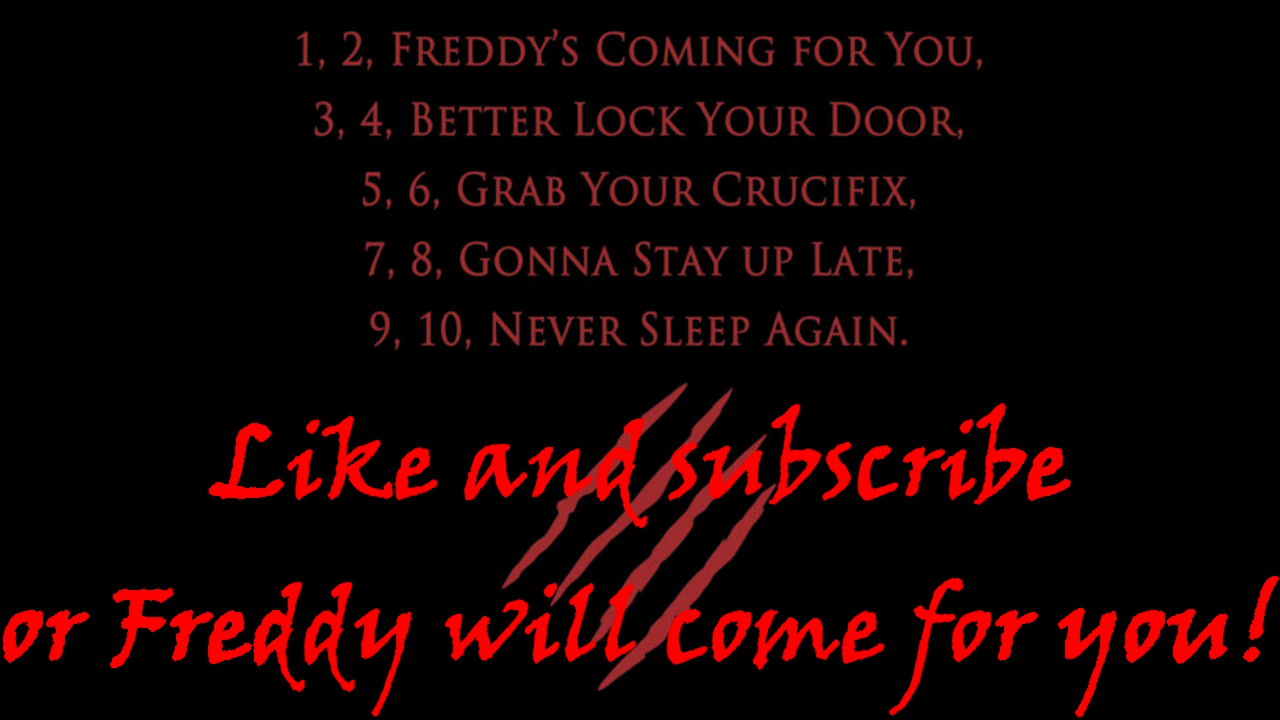 1, 2, Freddy’s Coming for You,
3, 4, Better Lock Your Door,
5, 6, Grab Your Crucifix,
7, 8, Gonna Stay up Late,
9, 10, Never Sleep Again.
Like and subscribe
or Freddy will come for you!